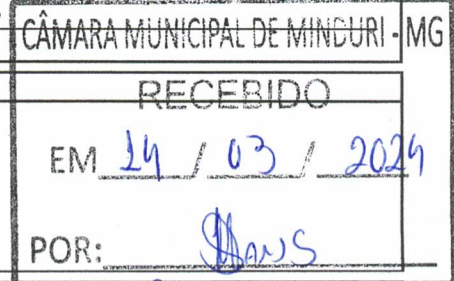 CÂMARA MUNICIPAL DE MINDURI - MG
RECEBIDO
EM 14 / 03 / 2024
POR: